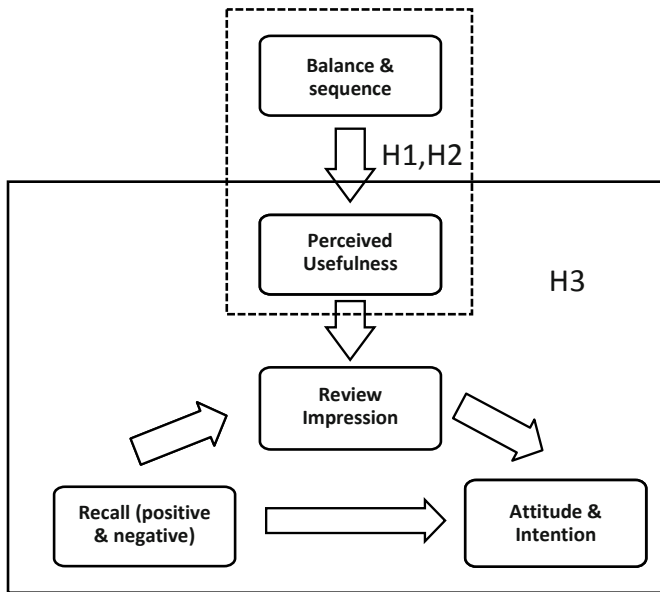 Balance &
sequence
H1,H2
Perceived
Usefulness
H3
Review
Impression
Recall (positive
& negative)
Attitude &
Intention